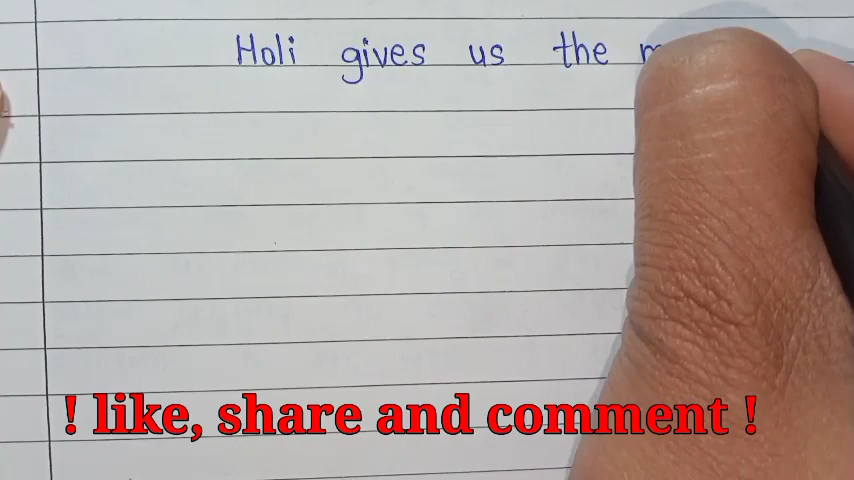 Holi gives us the
! like, share and comment !